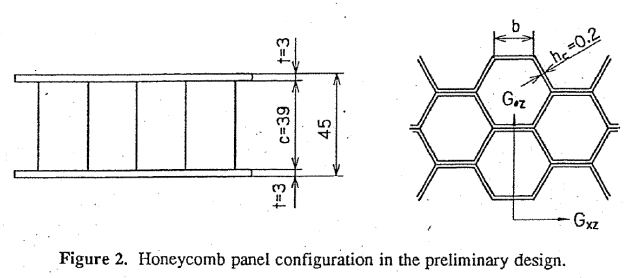 t=3
c=39
45
t=3
b
h_c=0.2
G_θz
G_xz
Figure 2. Honeycomb panel configuration in the preliminary design.